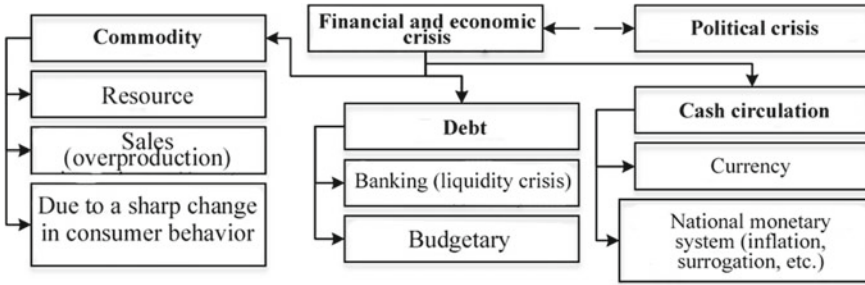 Financial and economic
crisis
Political crisis
Commodity
Resource
Sales
(overproduction)
Due to a sharp change
in consumer behavior
Debt
Banking (liquidity crisis)
Budgetary
Cash circulation
Currency
National monetary
system (inflation,
surrogation, etc.)